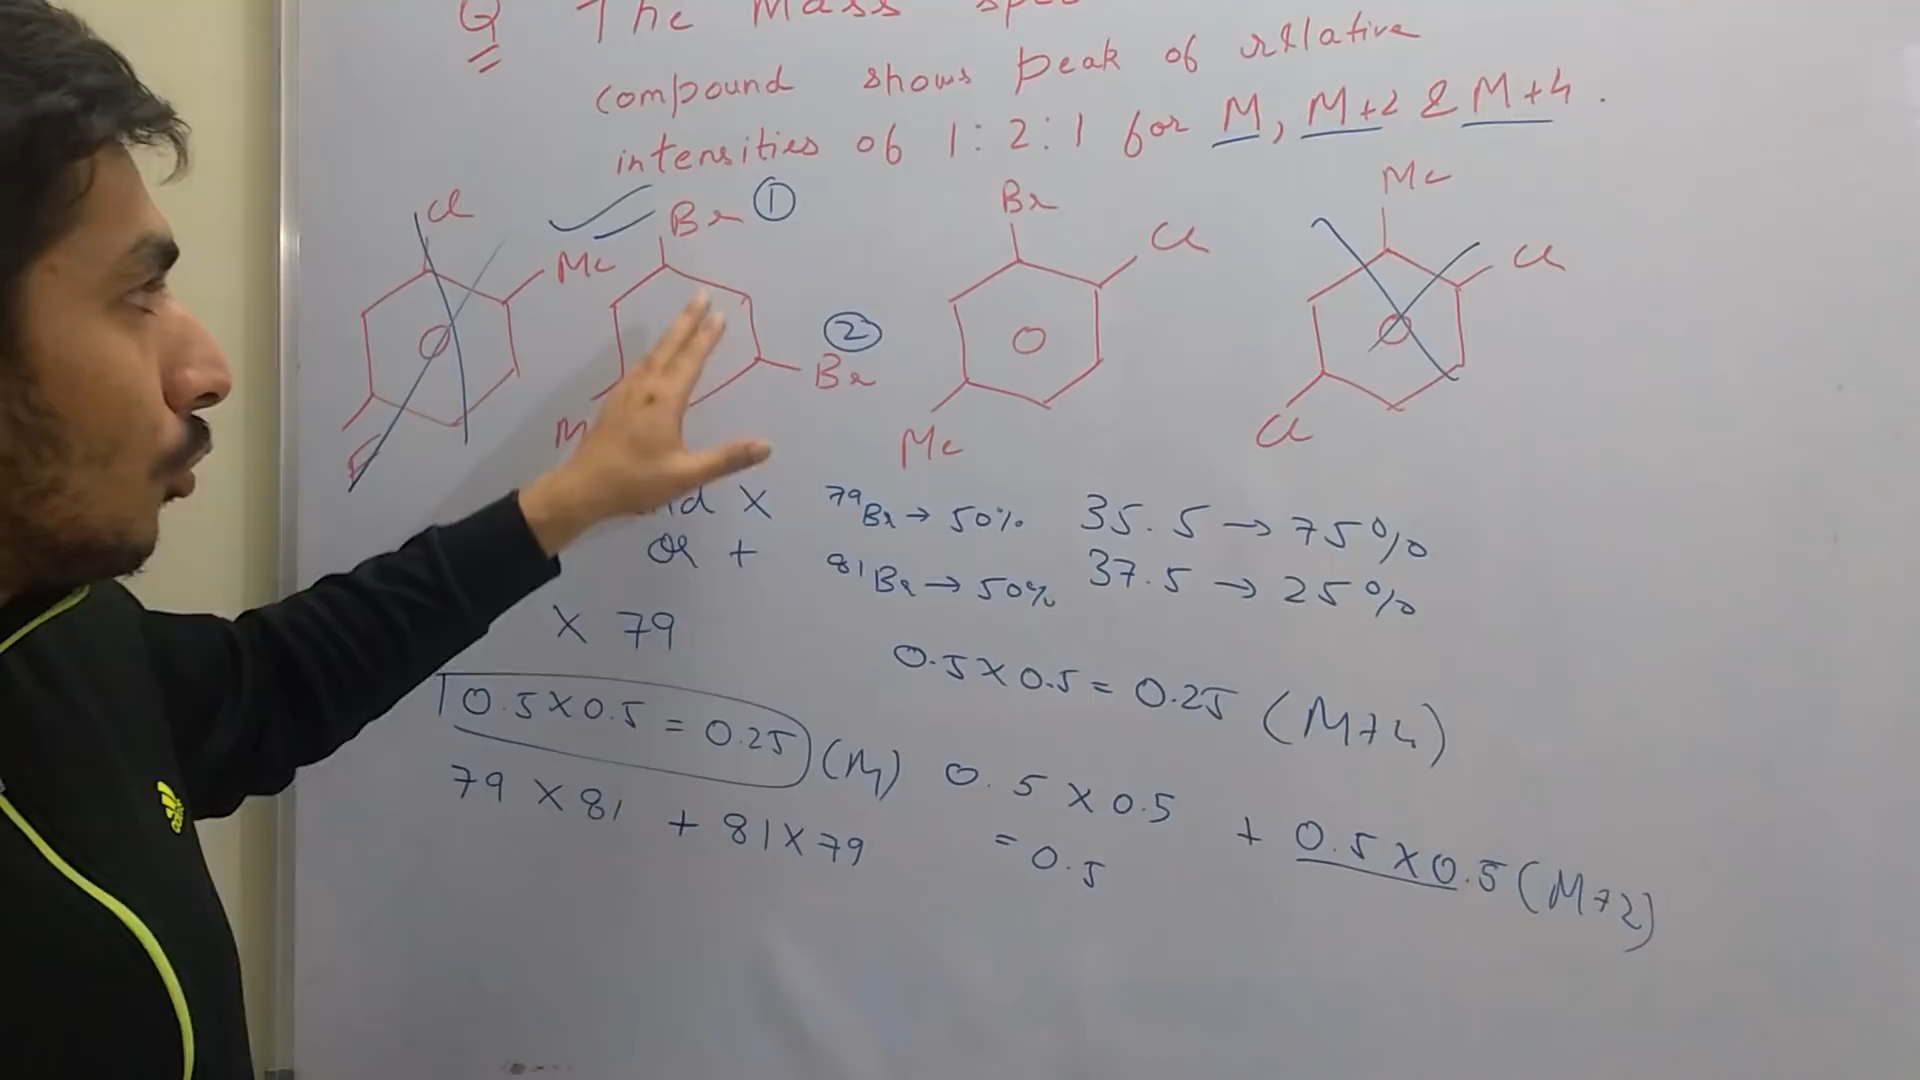 Q The Mass
compound shows peak of relative
intensities of 1 : 2 : 1 for M, M+2 & M+4 .
Cl
Me
Br ①
② Br
Br
Cl
Me
Me
Cl
Cl
X 79Br → 50% 35.5 → 75%
OR + 81Br → 50% 37.5 → 25%
X 79
0.5 X 0.5 = 0.25 (M+4)
0.5 X 0.5 = 0.25 (M)
0.5 X 0.5 + 0.5 X 0.5 (M+2)
79 X 81 + 81 X 79 = 0.5
adidas